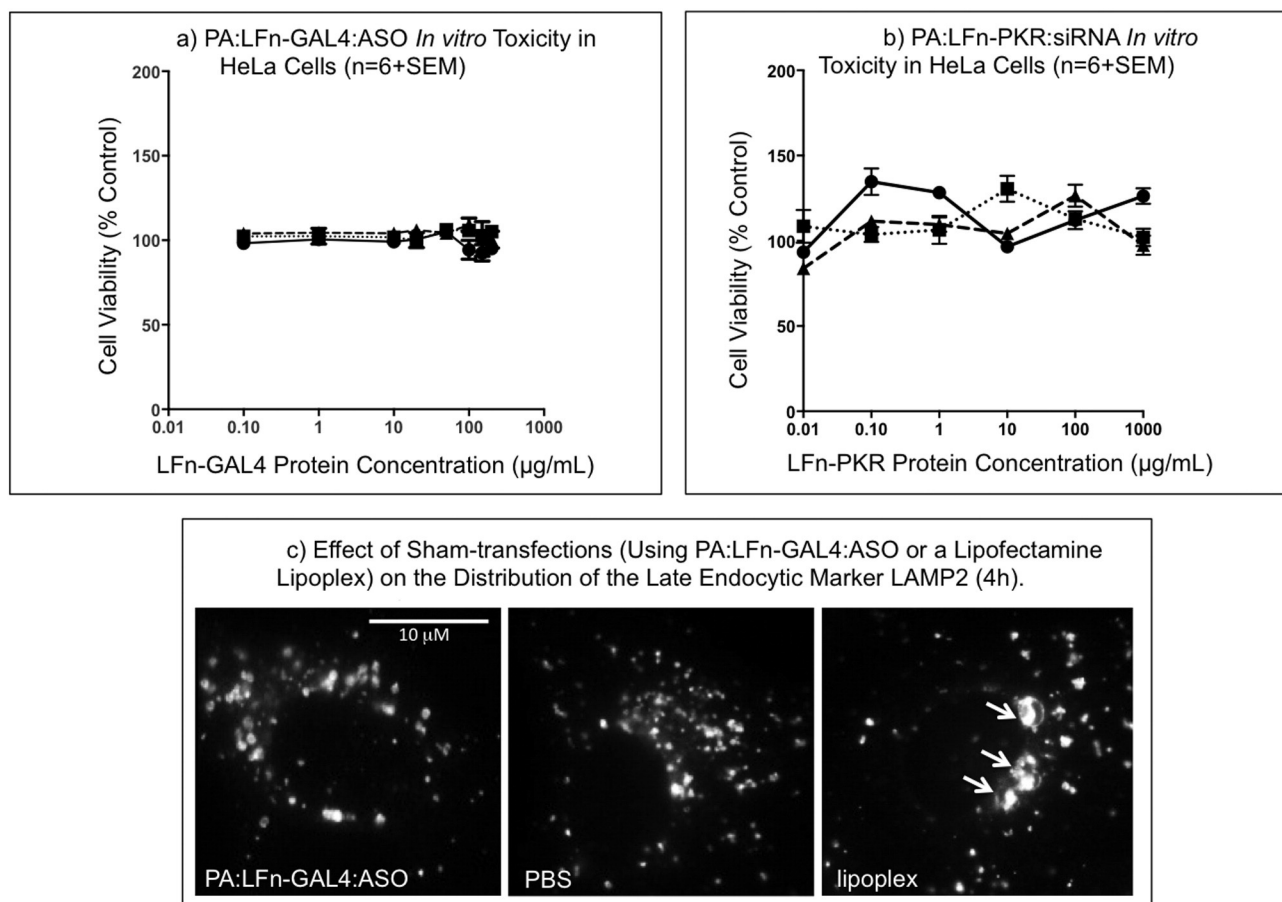 a) PA:LFn-GAL4:ASO In vitro Toxicity in
HeLa Cells (n=6+SEM)
200
150
100
50
0
Cell Viability (% Control)
0.01 0.10 1 10 100 1000
LFn-GAL4 Protein Concentration (µg/mL)
b) PA:LFn-PKR:siRNA In vitro
Toxicity in HeLa Cells (n=6+SEM)
200
150
100
50
0
Cell Viability (% Control)
0.01 0.1 1 10 100 1000
LFn-PKR Protein Concentration (µg/mL)
c) Effect of Sham-transfections (Using PA:LFn-GAL4:ASO or a Lipofectamine
Lipoplex) on the Distribution of the Late Endocytic Marker LAMP2 (4h).
10 µM
PA:LFn-GAL4:ASO
PBS
lipoplex